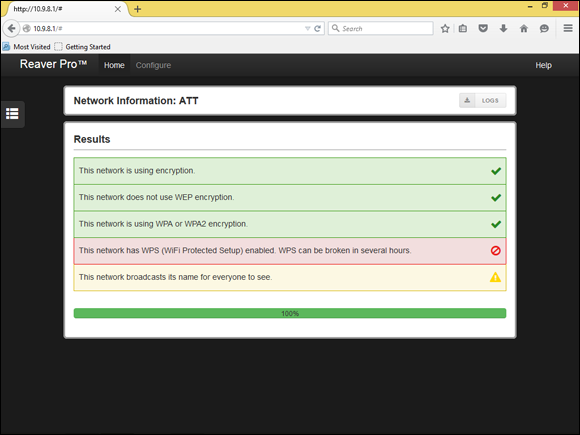 http://10.9.8.1/#
10.9.8.1/#
Search
Most Visited
Getting Started
Reaver Pro™
Home
Configure
Help
Network Information: ATT
LOGS
Results
This network is using encryption.
This network does not use WEP encryption.
This network is using WPA or WPA2 encryption.
This network has WPS (WiFi Protected Setup) enabled. WPS can be broken in several hours.
This network broadcasts its name for everyone to see.
100%